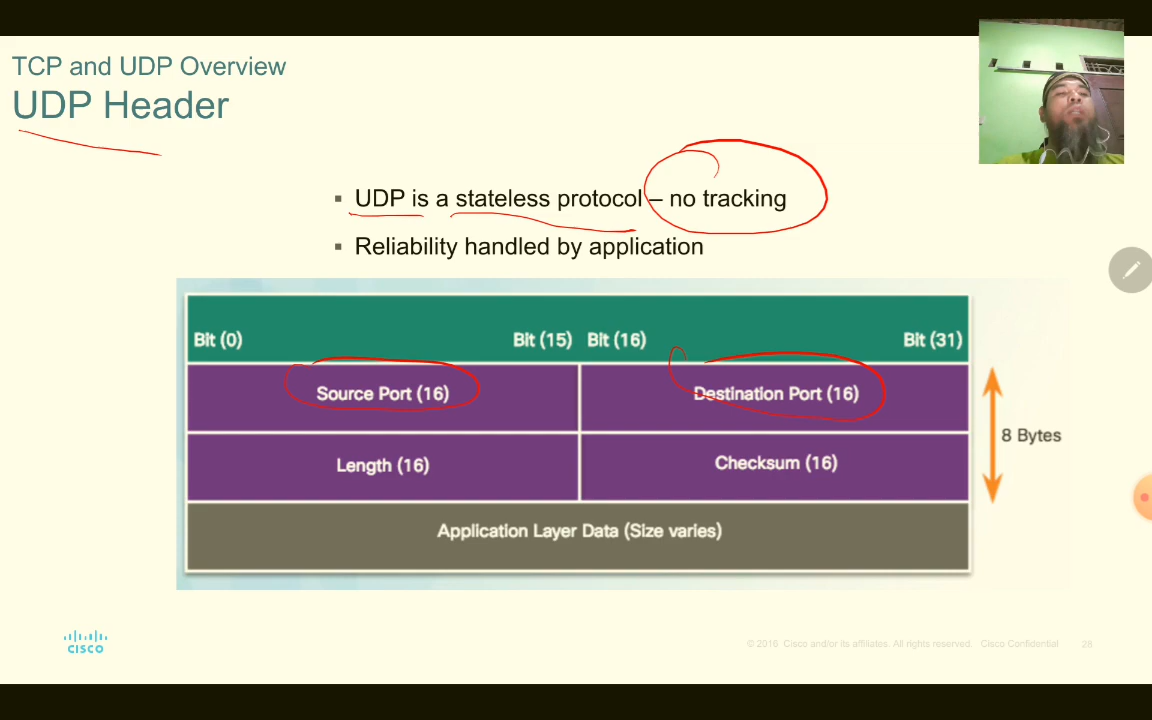 TCP and UDP Overview
UDP Header
▪ UDP is a stateless protocol – no tracking
▪ Reliability handled by application
Bit (0) Bit (15) Bit (16) Bit (31)
Source Port (16) Destination Port (16)
8 Bytes
Length (16) Checksum (16)
Application Layer Data (Size varies)
CISCO
© 2016 Cisco and/or its affiliates. All rights reserved. Cisco Confidential 28